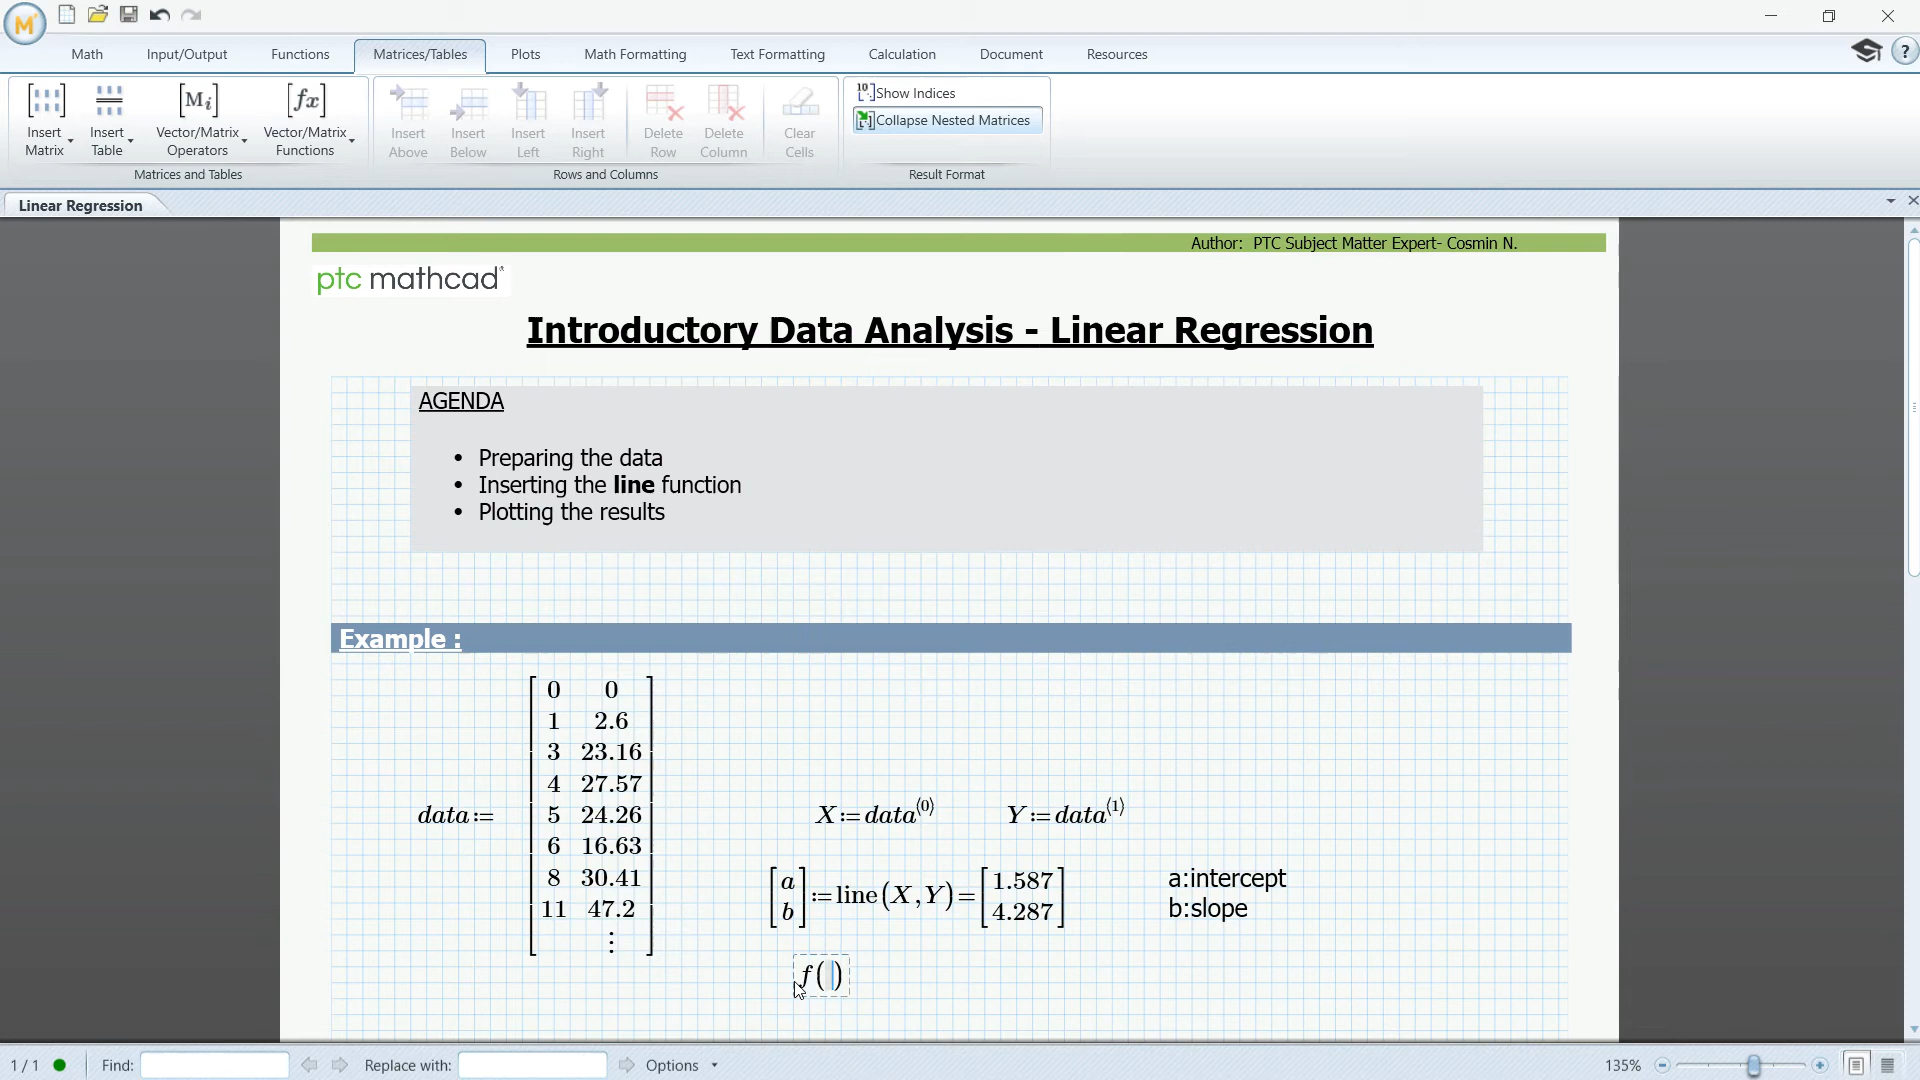 Math Input/Output Functions Matrices/Tables Plots Math Formatting Text Formatting Calculation Document Resources
Insert Matrix
Insert Table
Vector/Matrix Operators
Vector/Matrix Functions
Insert Above
Insert Below
Insert Left
Insert Right
Delete Row
Delete Column
Clear Cells
Show Indices
Collapse Nested Matrices
Matrices and Tables Rows and Columns Result Format
Linear Regression
Author: PTC Subject Matter Expert- Cosmin N.
ptc mathcad®
Introductory Data Analysis - Linear Regression
AGENDA
• Preparing the data
• Inserting the line function
• Plotting the results
Example :
0 0
1 2.6
3 23.16
4 27.57
data:= 5 24.26
6 16.63
8 30.41
11 47.2
⋮
X:=data⟨0⟩ Y:=data⟨1⟩
[a b]:=line(X,Y)=[1.587 4.287]
a:intercept
b:slope
f( )
1 / 1 Find: Replace with: Options 135%